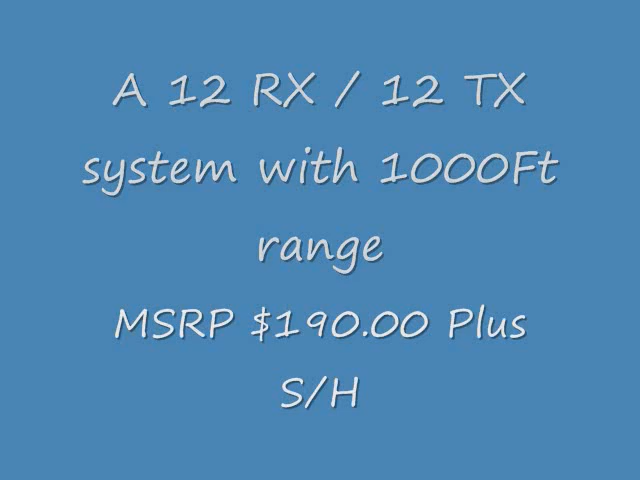 A 12 RX / 12 TX
system with 1000Ft
range
MSRP $190.00 Plus
S/H